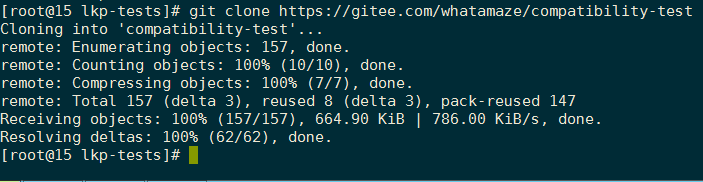 [root@15 lkp-tests]# git clone https://gitee.com/whatamaze/compatibility-test
Cloning into 'compatibility-test'...
remote: Enumerating objects: 157, done.
remote: Counting objects: 100% (10/10), done.
remote: Compressing objects: 100% (7/7), done.
remote: Total 157 (delta 3), reused 8 (delta 3), pack-reused 147
Receiving objects: 100% (157/157), 664.90 KiB | 786.00 KiB/s, done.
Resolving deltas: 100% (62/62), done.
[root@15 lkp-tests]#